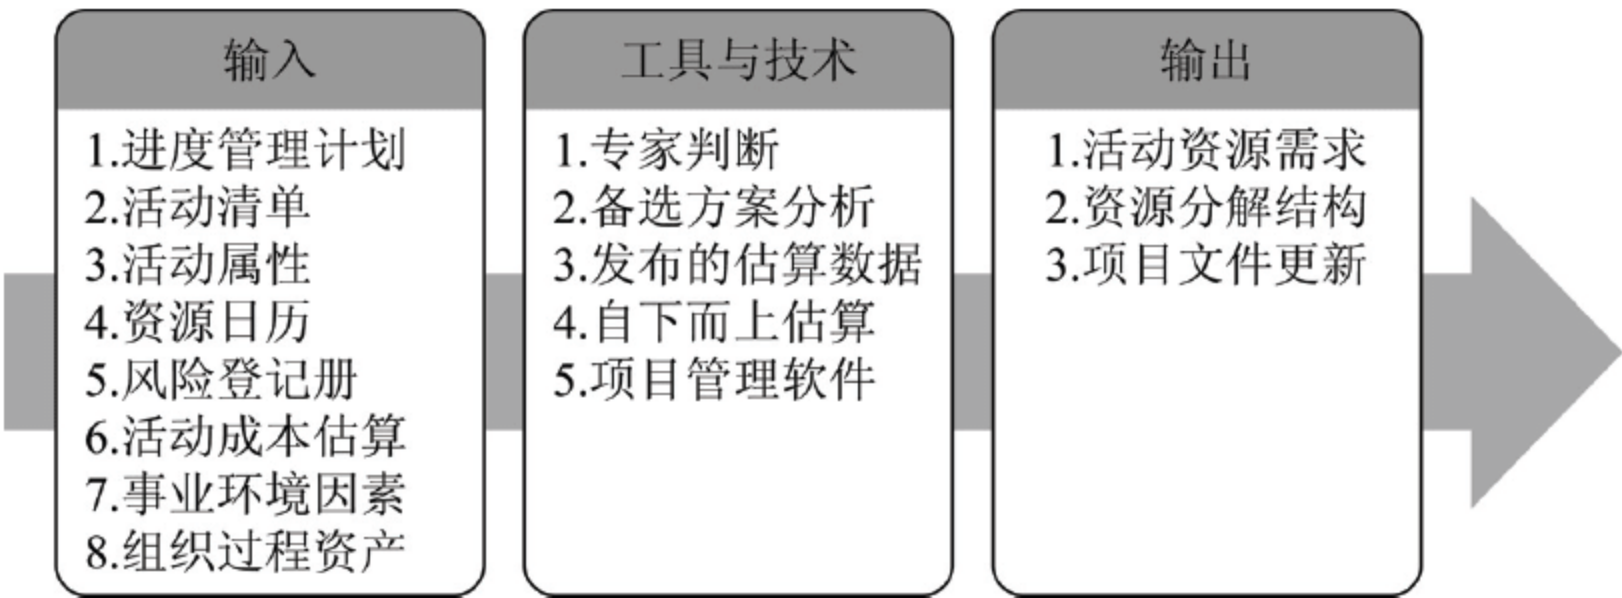 输入
1.进度管理计划
2.活动清单
3.活动属性
4.资源日历
5.风险登记册
6.活动成本估算
7.事业环境因素
8.组织过程资产
工具与技术
1.专家判断
2.备选方案分析
3.发布的估算数据
4.自下而上估算
5.项目管理软件
输出
1.活动资源需求
2.资源分解结构
3.项目文件更新